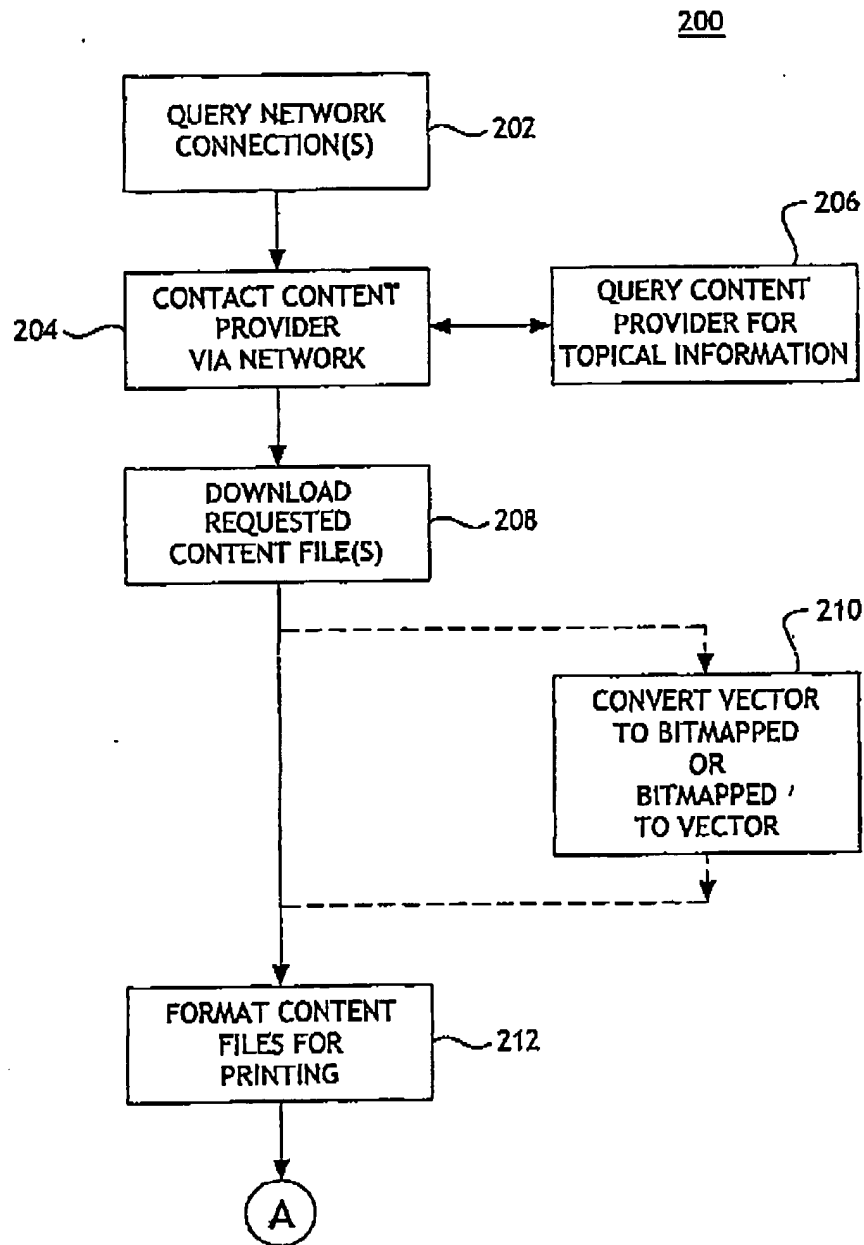 200
QUERY NETWORK
CONNECTION(S)
202
206
CONTACT CONTENT
PROVIDER
VIA NETWORK
204
QUERY CONTENT
PROVIDER FOR
TOPICAL INFORMATION
DOWNLOAD
REQUESTED
CONTENT FILE(S)
208
210
CONVERT VECTOR
TO BITMAPPED
OR
BITMAPPED
TO VECTOR
FORMAT CONTENT
FILES FOR
PRINTING
212
A